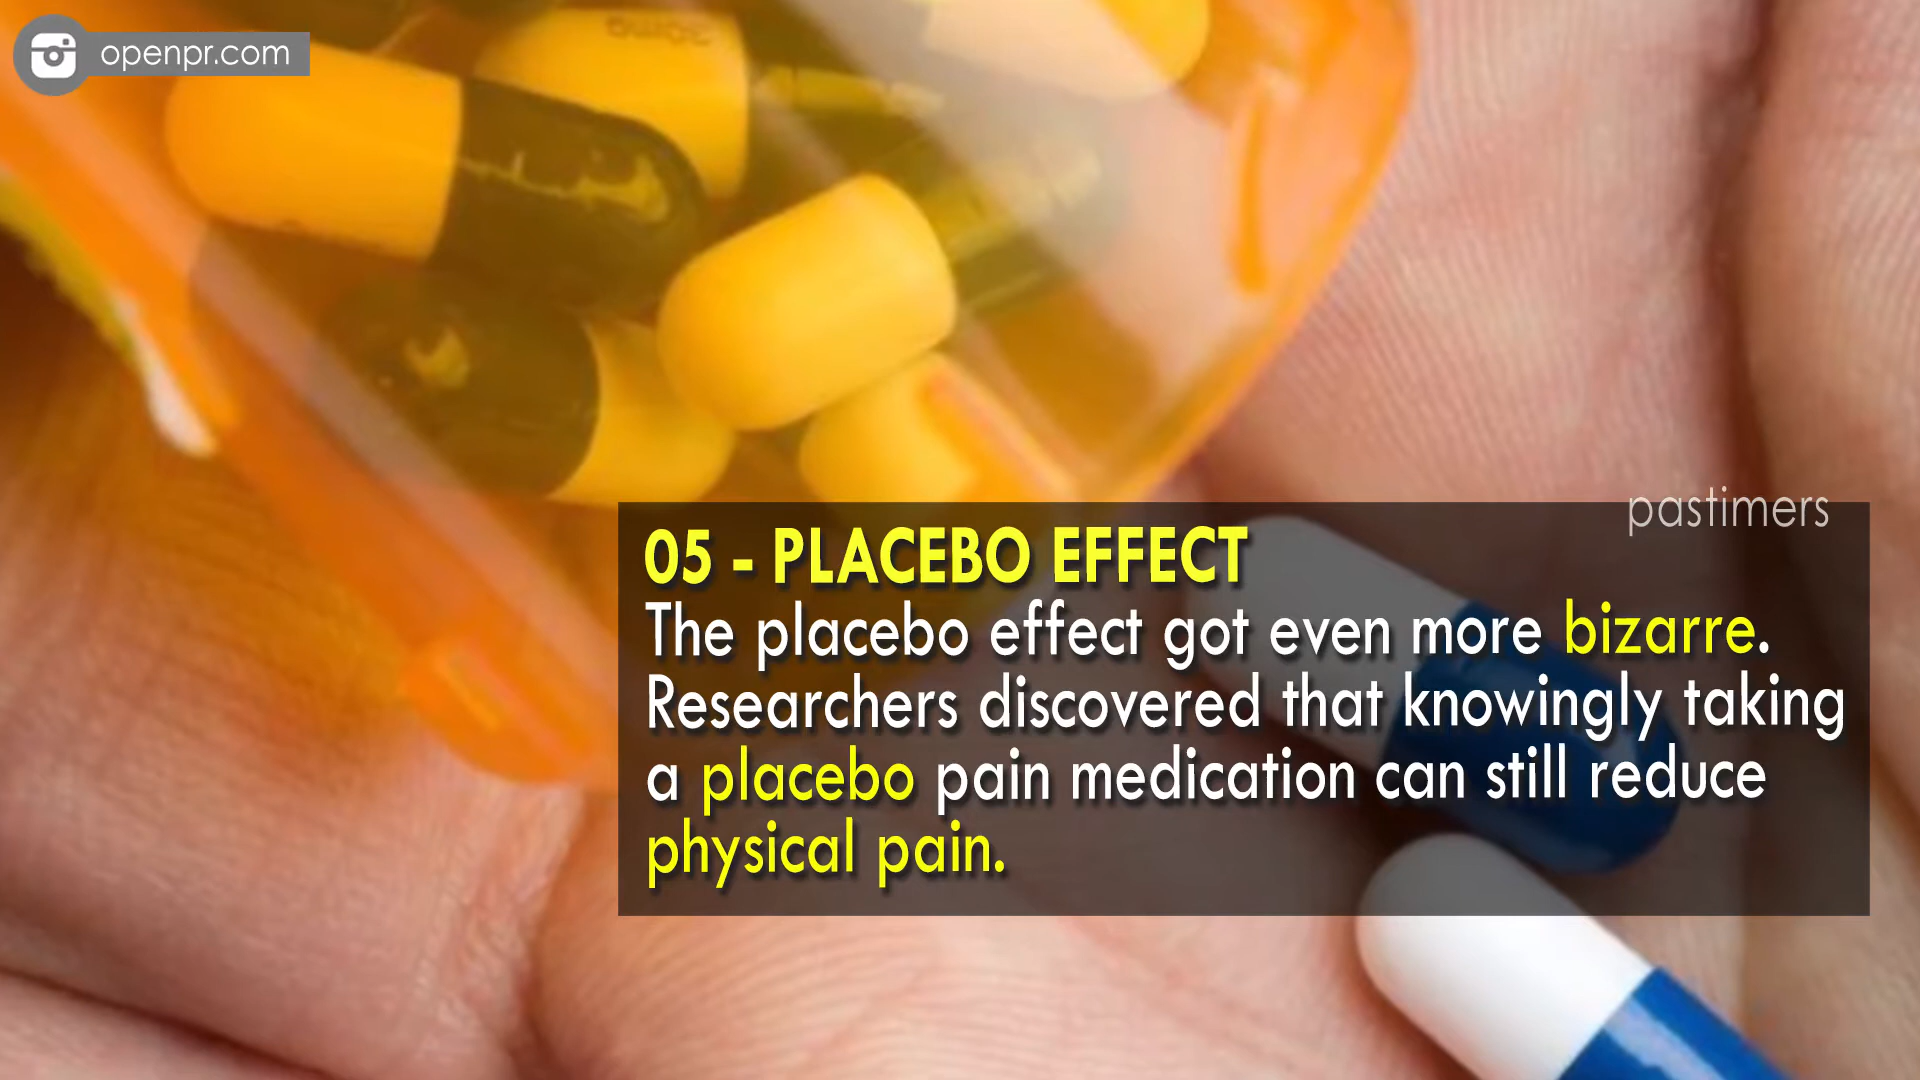 openpr.com
pastimers
05 - PLACEBO EFFECT
The placebo effect got even more bizarre.
Researchers discovered that knowingly taking
a placebo pain medication can still reduce
physical pain.